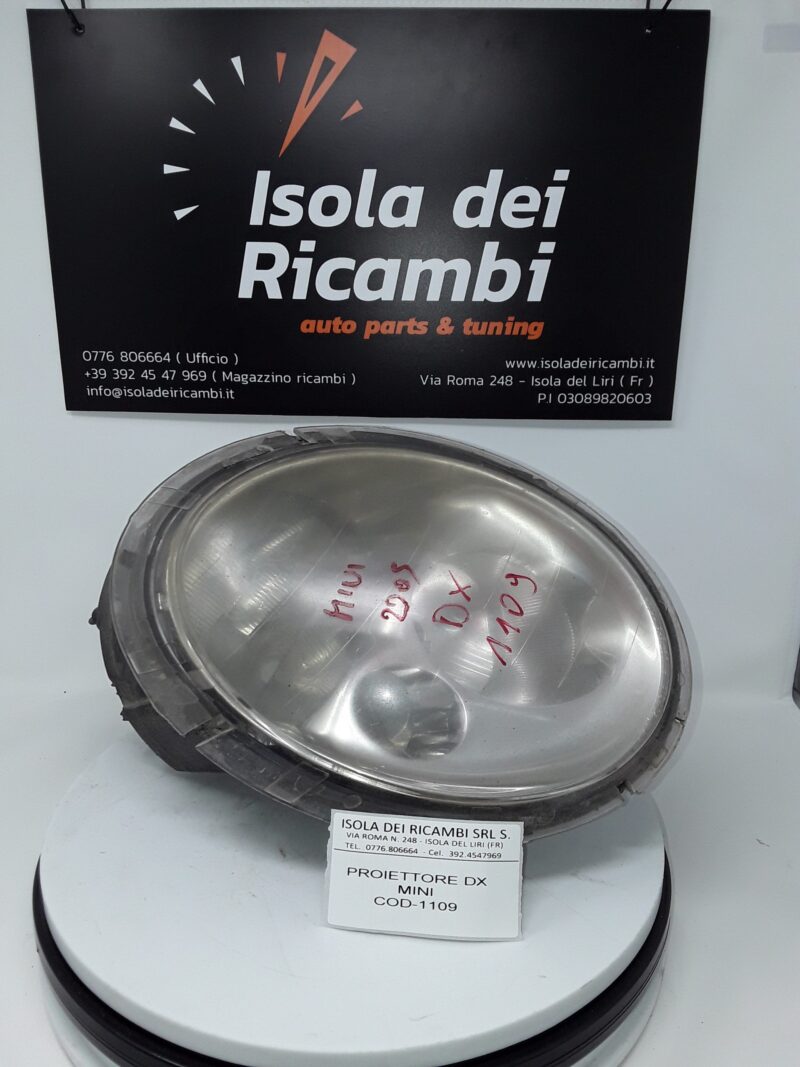 Isola dei
Ricambi
auto parts & tuning
0776 806664 ( Ufficio )
+39 392 45 47 969 ( Magazzino ricambi )
info@isoladeiricambi.it
www.isoladeiricambi.it
Via Roma 248 - Isola del Liri ( Fr )
P.I 03089820603
MINI
2005
DX
1109
ISOLA DEI RICAMBI SRL S.
VIA ROMA N. 248 - ISOLA DEL LIRI (FR)
TEL. 0776.806664 - Cel. 392.4547969
PROIETTORE DX
MINI
COD-1109